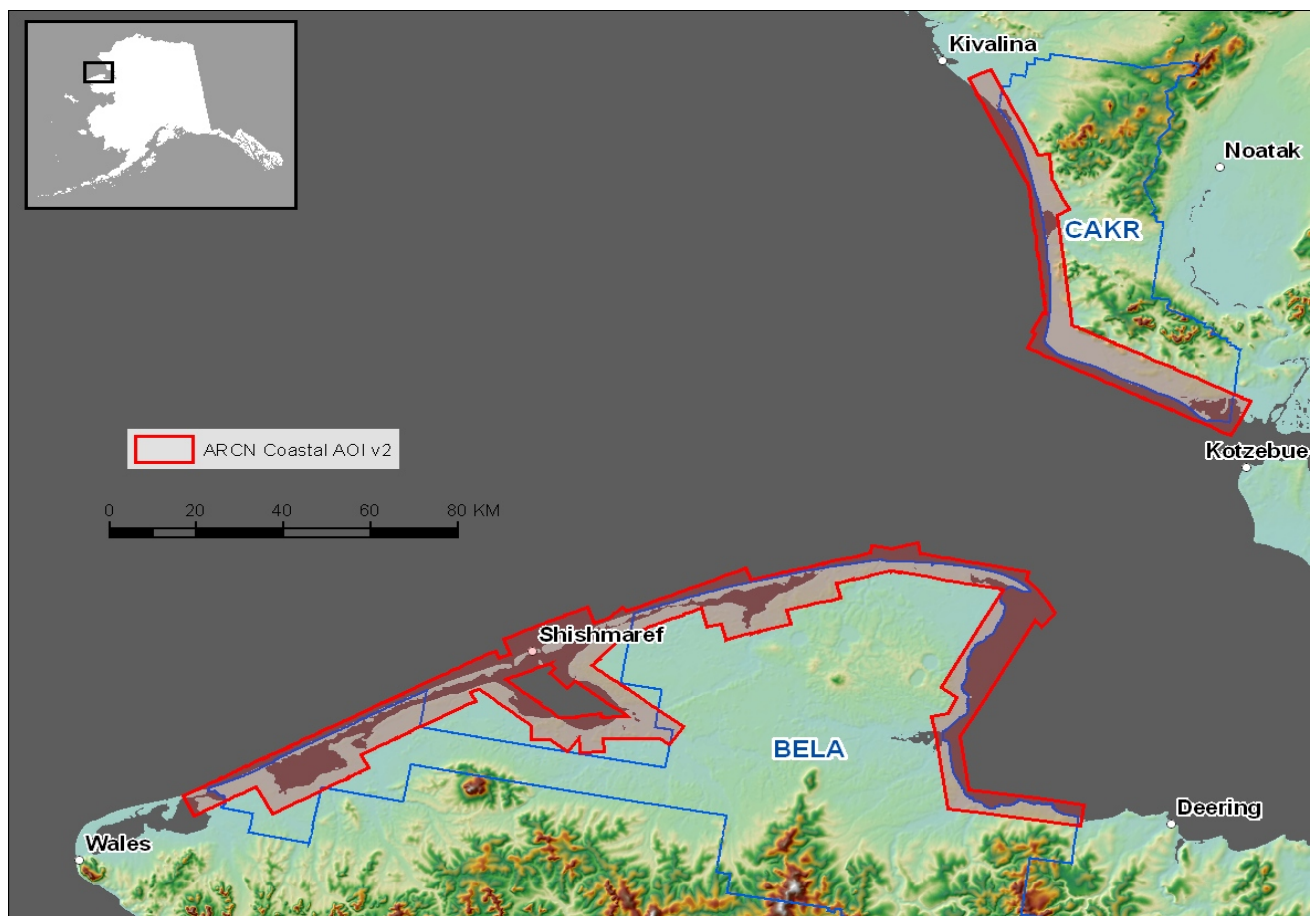 Kivalina
Noatak
CAKR
ARCN Coastal AOI v2
Kotzebue
0 20 40 60 80 KM
Shishmaref
BELA
Deering
Wales